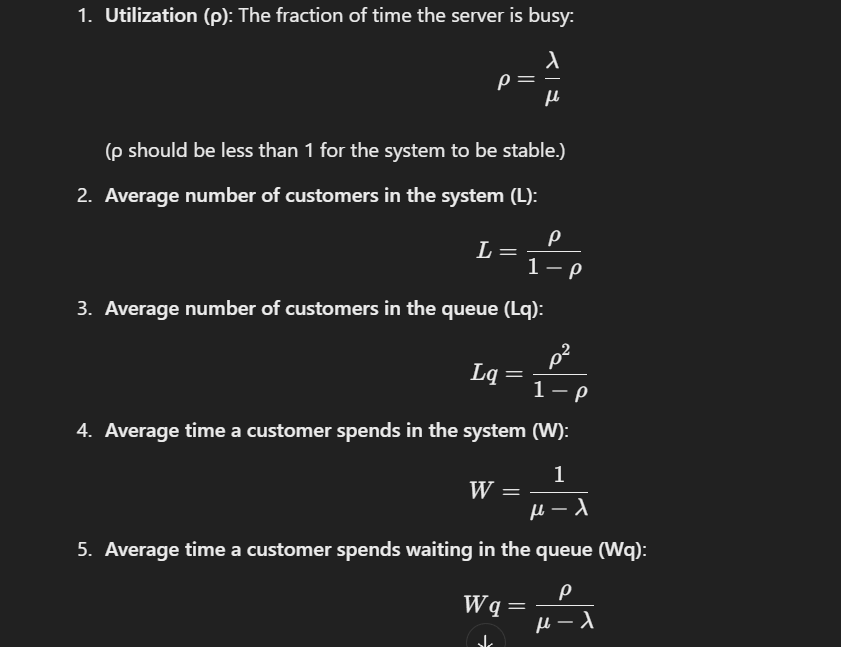 1. Utilization (ρ): The fraction of time the server is busy:
ρ = λ/μ
(ρ should be less than 1 for the system to be stable.)
2. Average number of customers in the system (L):
L = ρ/(1 − ρ)
3. Average number of customers in the queue (Lq):
Lq = ρ²/(1 − ρ)
4. Average time a customer spends in the system (W):
W = 1/(μ − λ)
5. Average time a customer spends waiting in the queue (Wq):
Wq = ρ/(μ − λ)